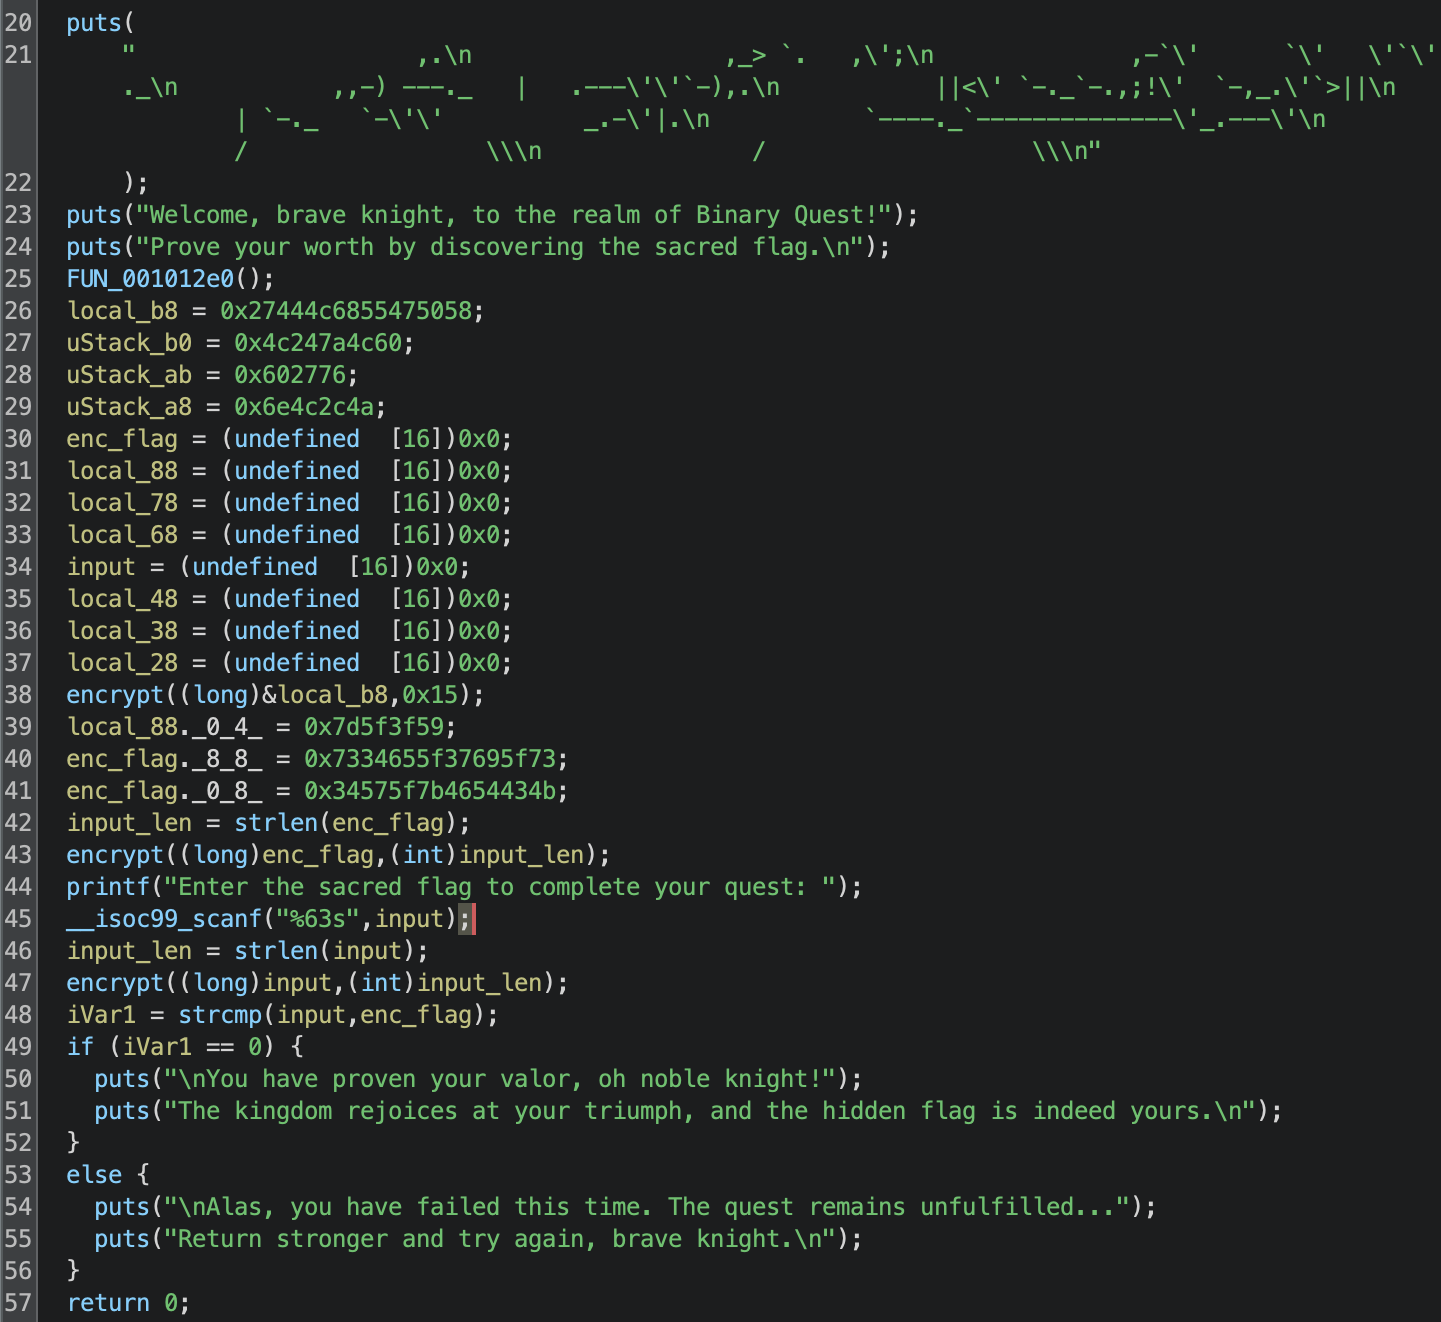 20 puts(
21 "                    ,.\n                  ,_> `.   ,\';\n              ,-`\'      `\'   \'`\'
._\n           ,,-) ---._   |   .---\'\'`-),.\n           ||<\' `-._`-.,;!\'  `-,_.\'`>||\n
| `-._   `-\'\'          _.-\'|.\n           `----._`--------------\'_.---\'\n
/                 \\\n               /                   \\\n"
22 );
23 puts("Welcome, brave knight, to the realm of Binary Quest!");
24 puts("Prove your worth by discovering the sacred flag.\n");
25 FUN_001012e0();
26 local_b8 = 0x27444c6855475058;
27 uStack_b0 = 0x4c247a4c60;
28 uStack_ab = 0x602776;
29 uStack_a8 = 0x6e4c2c4a;
30 enc_flag = (undefined  [16])0x0;
31 local_88 = (undefined  [16])0x0;
32 local_78 = (undefined  [16])0x0;
33 local_68 = (undefined  [16])0x0;
34 input = (undefined  [16])0x0;
35 local_48 = (undefined  [16])0x0;
36 local_38 = (undefined  [16])0x0;
37 local_28 = (undefined  [16])0x0;
38 encrypt((long)&local_b8,0x15);
39 local_88._0_4_ = 0x7d5f3f59;
40 enc_flag._8_8_ = 0x7334655f37695f73;
41 enc_flag._0_8_ = 0x34575f7b4654434b;
42 input_len = strlen(enc_flag);
43 encrypt((long)enc_flag,(int)input_len);
44 printf("Enter the sacred flag to complete your quest: ");
45 __isoc99_scanf("%63s",input);
46 input_len = strlen(input);
47 encrypt((long)input,(int)input_len);
48 iVar1 = strcmp(input,enc_flag);
49 if (iVar1 == 0) {
50 puts("\nYou have proven your valor, oh noble knight!");
51 puts("The kingdom rejoices at your triumph, and the hidden flag is indeed yours.\n");
52 }
53 else {
54 puts("\nAlas, you have failed this time. The quest remains unfulfilled...");
55 puts("Return stronger and try again, brave knight.\n");
56 }
57 return 0;